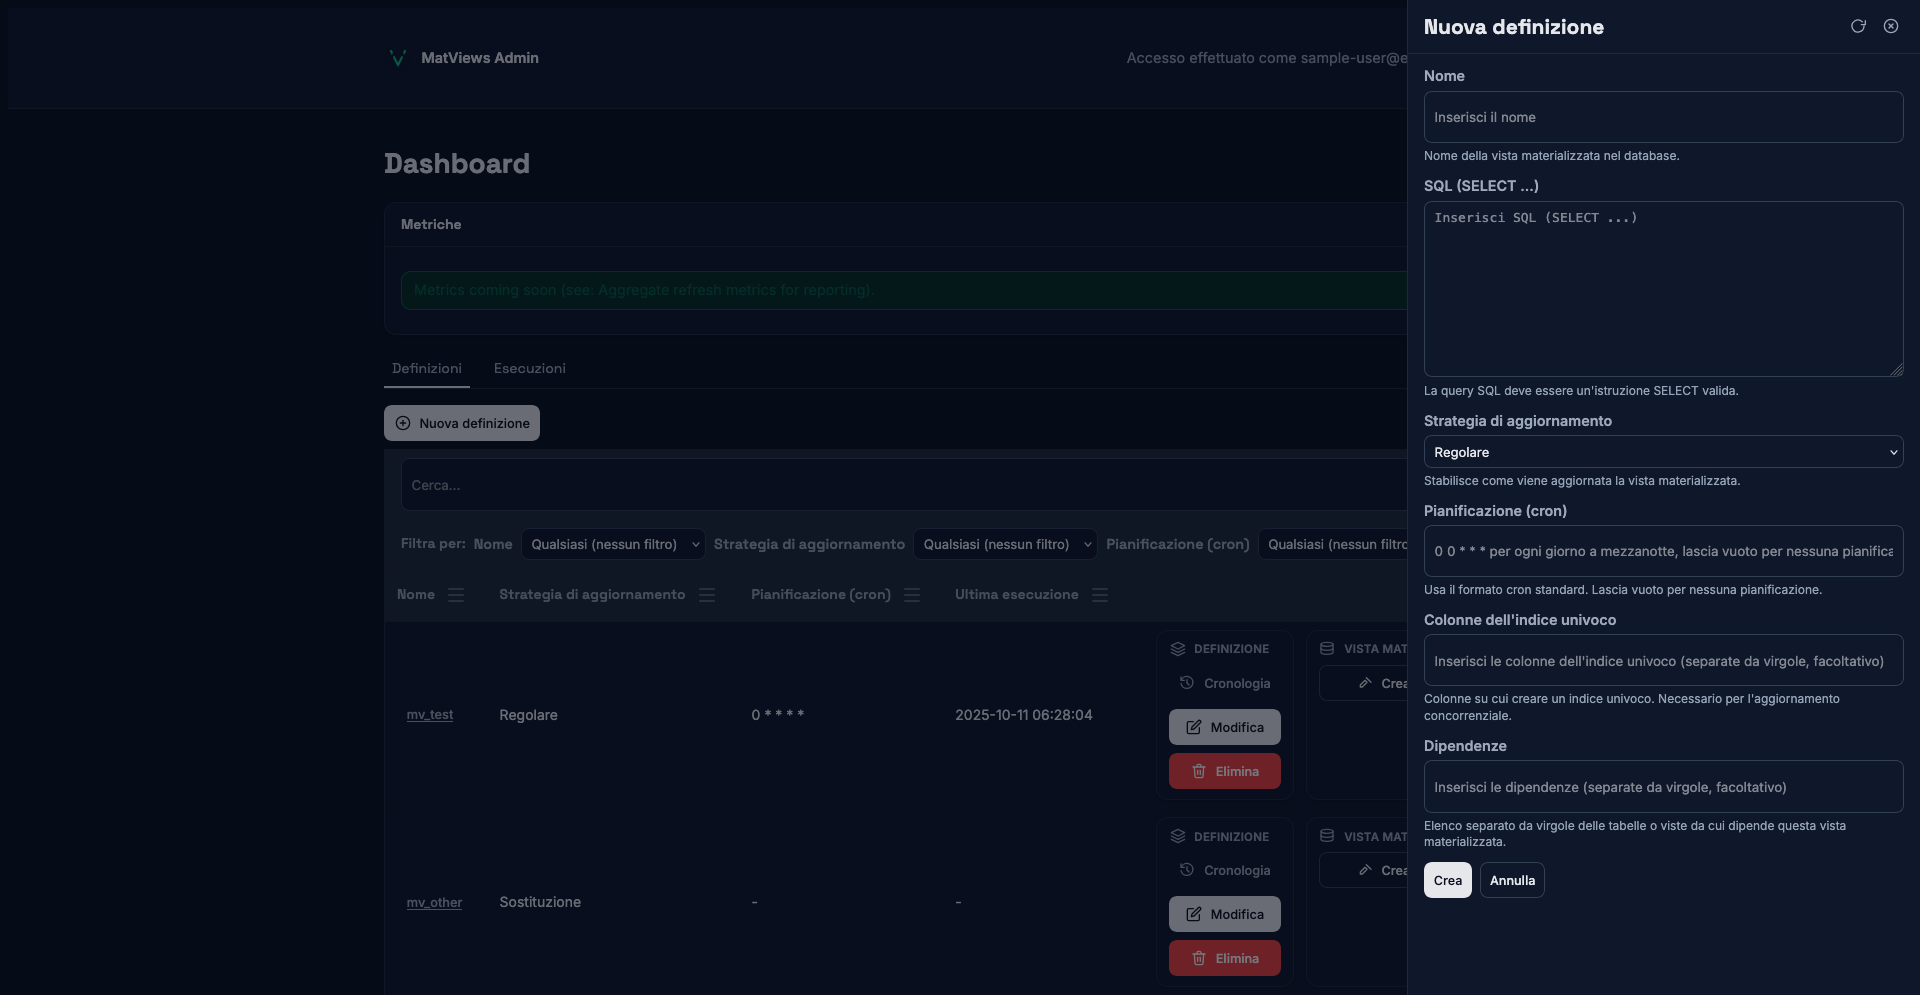 MatViews Admin
Accesso effettuato come sample-user@e
Dashboard
Metriche
Metrics coming soon (see: Aggregate refresh metrics for reporting).
Definizioni
Esecuzioni
Nuova definizione
Cerca...
Filtra per: Nome Qualsiasi (nessun filtro) Strategia di aggiornamento Qualsiasi (nessun filtro) Pianificazione (cron) Qualsiasi (nessun filtro
Nome Strategia di aggiornamento Pianificazione (cron) Ultima esecuzione
mv_test Regolare 0 * * * * 2025-10-11 06:28:04
DEFINIZIONE
Cronologia
Modifica
Elimina
VISTA MAT
Crea
mv_other Sostituzione - -
DEFINIZIONE
Cronologia
Modifica
Elimina
VISTA MAT
Crea
Nuova definizione
Nome
Inserisci il nome
Nome della vista materializzata nel database.
SQL (SELECT ...)
Inserisci SQL (SELECT ...)
La query SQL deve essere un'istruzione SELECT valida.
Strategia di aggiornamento
Regolare
Stabilisce come viene aggiornata la vista materializzata.
Pianificazione (cron)
0 0 * * * per ogni giorno a mezzanotte, lascia vuoto per nessuna pianifica
Usa il formato cron standard. Lascia vuoto per nessuna pianificazione.
Colonne dell'indice univoco
Inserisci le colonne dell'indice univoco (separate da virgole, facoltativo)
Colonne su cui creare un indice univoco. Necessario per l'aggiornamento
concorrenziale.
Dipendenze
Inserisci le dipendenze (separate da virgole, facoltativo)
Elenco separato da virgole delle tabelle o viste da cui dipende questa vista
materializzata.
Crea
Annulla